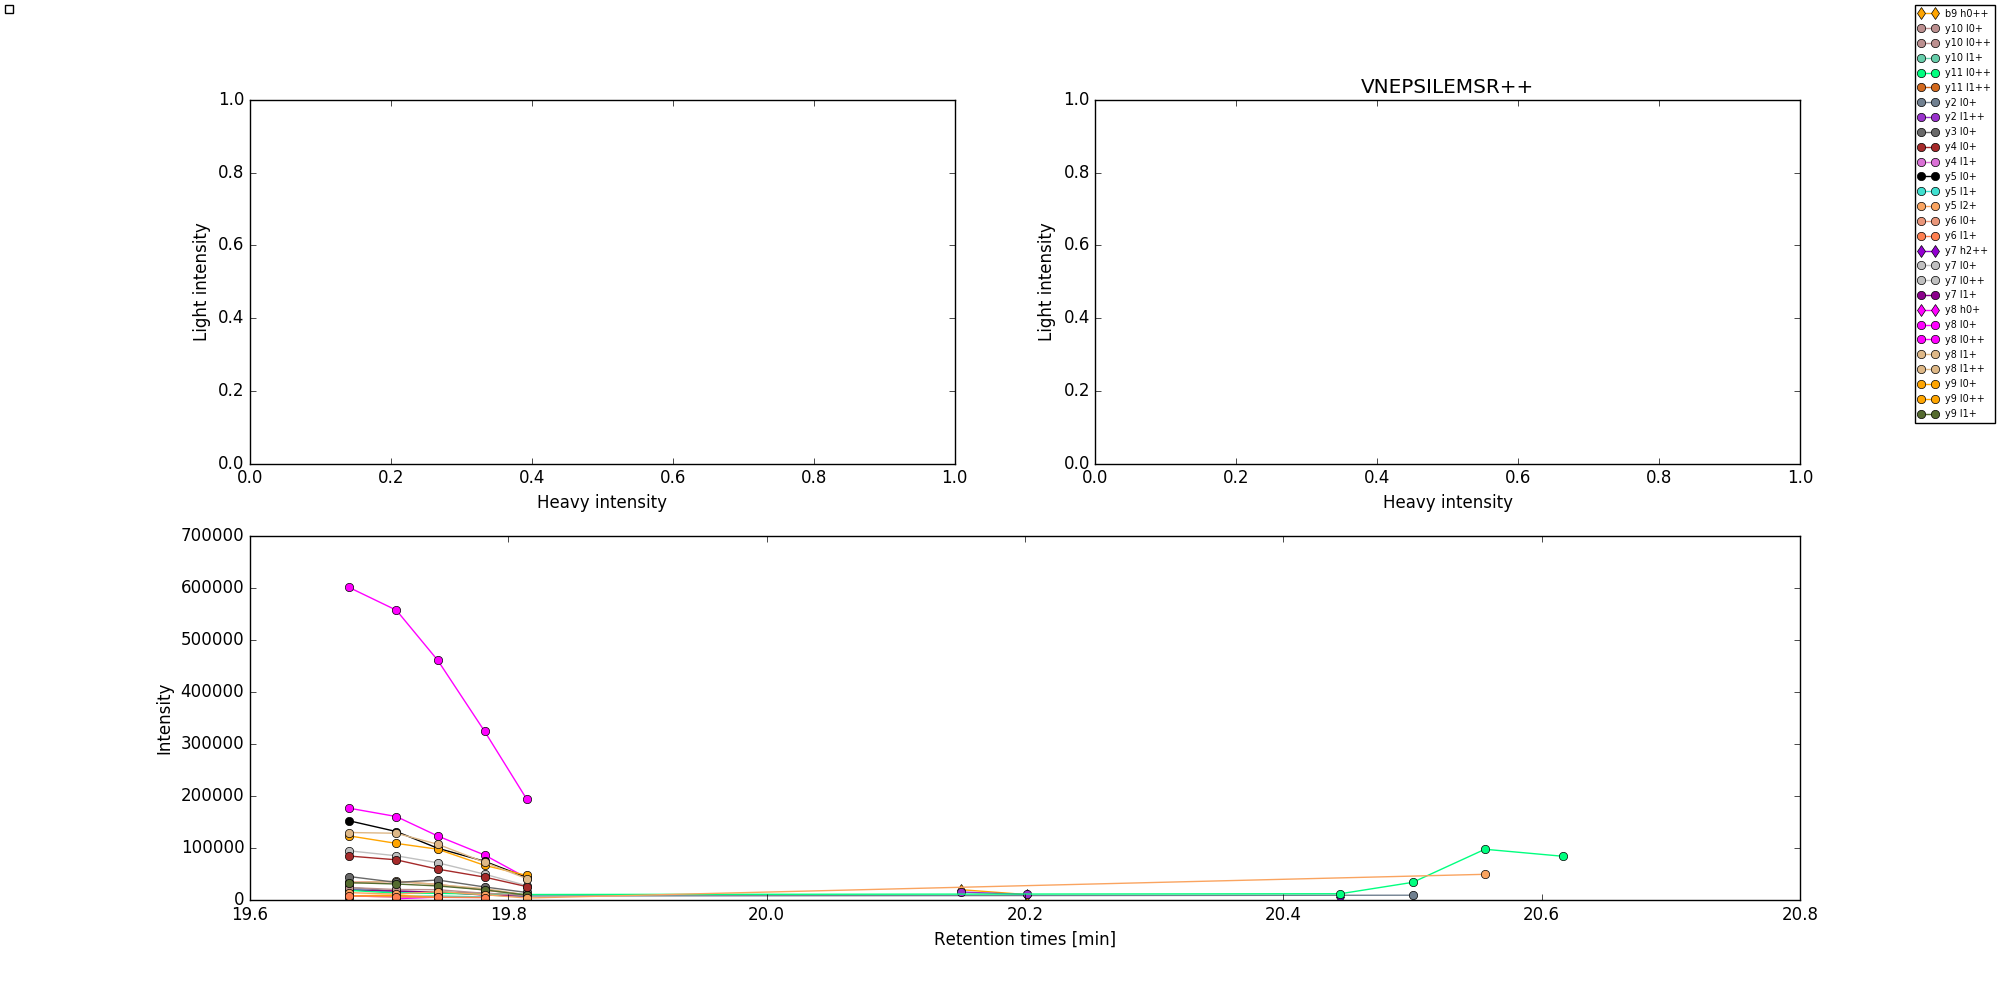 VNEPSILEMSR++
1.0
0.8
0.6
0.4
0.2
0.0
0.0 0.2 0.4 0.6 0.8 1.0
Light intensity
Heavy intensity
1.0
0.8
0.6
0.4
0.2
0.0
0.0 0.2 0.4 0.6 0.8 1.0
Light intensity
Heavy intensity
b9 h0++
y10 l0+
y10 l0++
y10 l1+
y11 l0++
y11 l1++
y2 l0+
y2 l1++
y3 l0+
y4 l0+
y4 l1+
y5 l0+
y5 l1+
y5 l2+
y6 l0+
y6 l1+
y7 h2++
y7 l0+
y7 l0++
y7 l1+
y8 h0+
y8 l0+
y8 l0++
y8 l1+
y8 l1++
y9 l0+
y9 l0++
y9 l1+
700000
600000
500000
400000
300000
200000
100000
0
19.6 19.8 20.0 20.2 20.4 20.6 20.8
Intensity
Retention times [min]